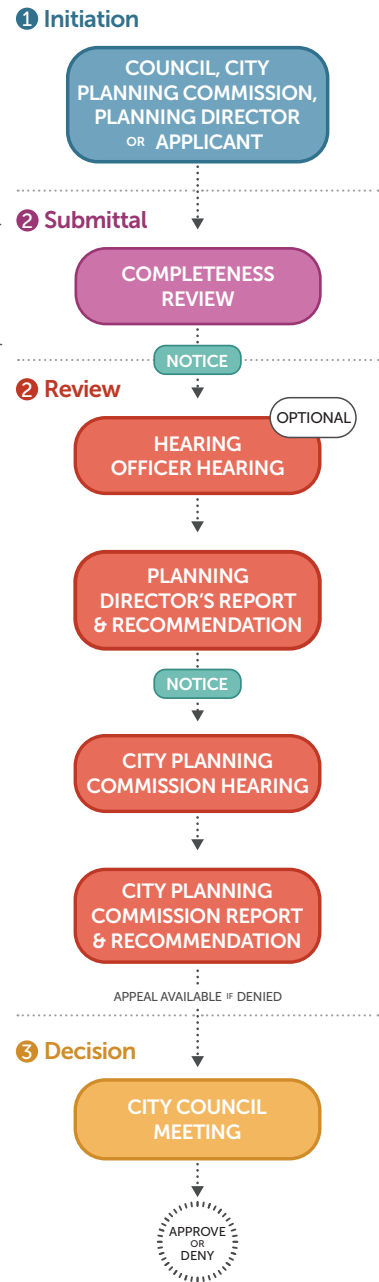 1 Initiation
COUNCIL, CITY
PLANNING COMMISSION,
PLANNING DIRECTOR
OR APPLICANT
2 Submittal
COMPLETENESS
REVIEW
NOTICE
2 Review
OPTIONAL
HEARING
OFFICER HEARING
PLANNING
DIRECTOR'S REPORT
& RECOMMENDATION
NOTICE
CITY PLANNING
COMMISSION HEARING
CITY PLANNING
COMMISSION REPORT
& RECOMMENDATION
APPEAL AVAILABLE IF DENIED
3 Decision
CITY COUNCIL
MEETING
APPROVE
OR
DENY